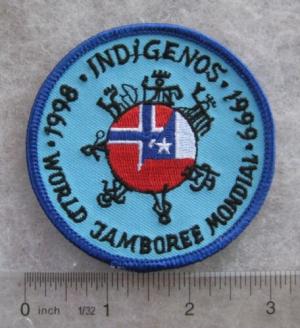 1998 · INDIGENOS · 1999
WORLD JAMBOREE MONDIAL
0 inch 1/32 1 2 3